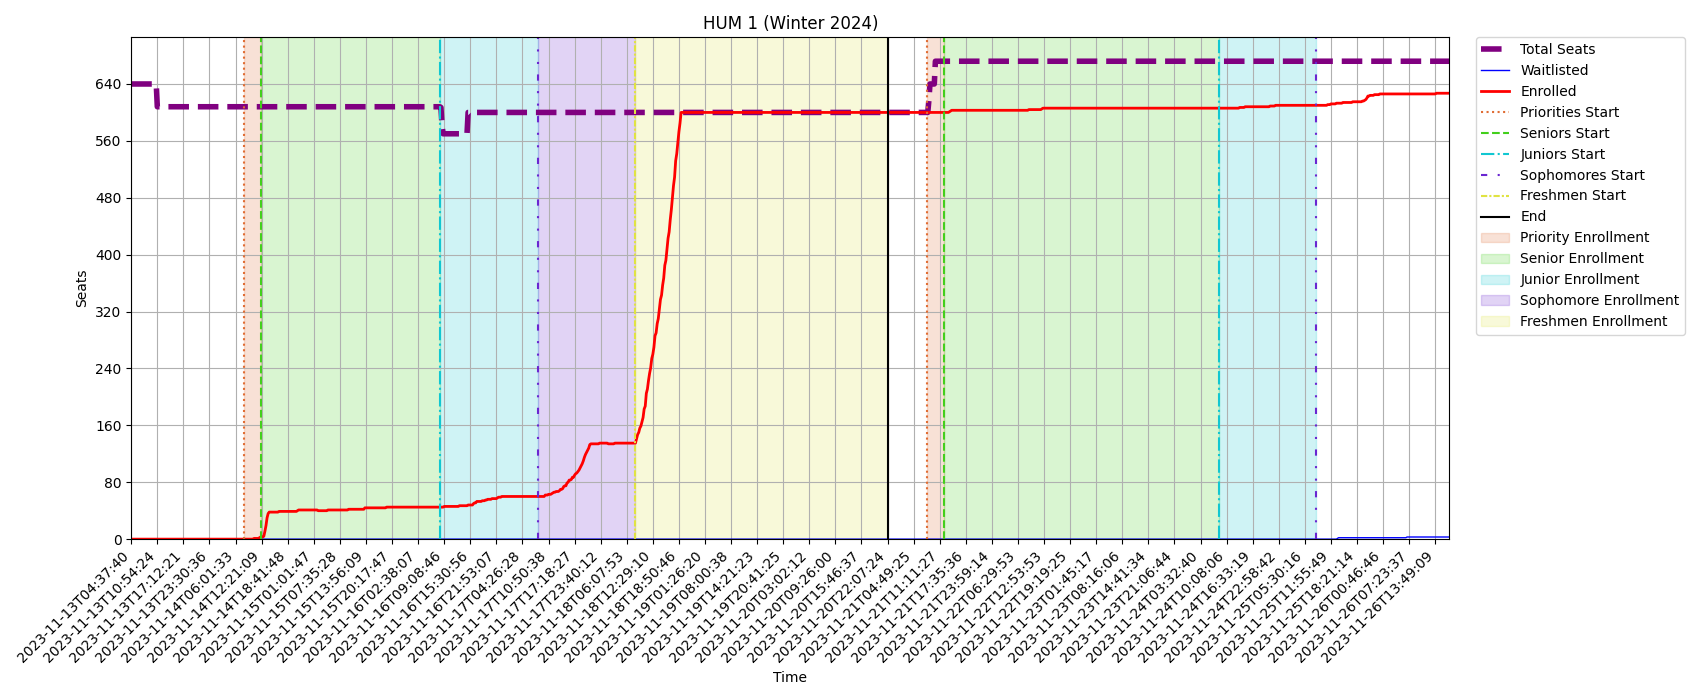 HUM 1 (Winter 2024)
Seats
640
560
480
400
320
240
160
80
0
2023-11-13T04:37:40
2023-11-13T10:54:24
2023-11-13T17:12:21
2023-11-13T23:30:36
2023-11-14T06:01:33
2023-11-14T12:21:09
2023-11-14T18:41:48
2023-11-15T01:01:47
2023-11-15T07:35:28
2023-11-15T13:56:09
2023-11-15T20:17:47
2023-11-16T02:38:07
2023-11-16T09:08:46
2023-11-16T15:30:56
2023-11-16T21:53:07
2023-11-17T04:26:28
2023-11-17T10:50:38
2023-11-17T17:18:27
2023-11-17T23:40:12
2023-11-18T06:07:53
2023-11-18T12:29:10
2023-11-18T18:50:46
2023-11-19T01:26:20
2023-11-19T08:00:38
2023-11-19T14:21:23
2023-11-19T20:41:25
2023-11-20T03:02:12
2023-11-20T09:26:00
2023-11-20T15:46:37
2023-11-20T22:07:24
2023-11-21T04:49:25
2023-11-21T11:11:27
2023-11-21T17:35:36
2023-11-21T23:59:14
2023-11-22T06:29:53
2023-11-22T12:53:53
2023-11-22T19:19:25
2023-11-23T01:45:17
2023-11-23T08:16:06
2023-11-23T14:41:34
2023-11-23T21:06:44
2023-11-24T03:32:40
2023-11-24T10:08:06
2023-11-24T16:33:19
2023-11-24T22:58:42
2023-11-25T05:30:16
2023-11-25T11:55:49
2023-11-25T18:21:14
2023-11-26T00:46:46
2023-11-26T07:23:37
2023-11-26T13:49:09
Time
Total Seats
Waitlisted
Enrolled
Priorities Start
Seniors Start
Juniors Start
Sophomores Start
Freshmen Start
End
Priority Enrollment
Senior Enrollment
Junior Enrollment
Sophomore Enrollment
Freshmen Enrollment